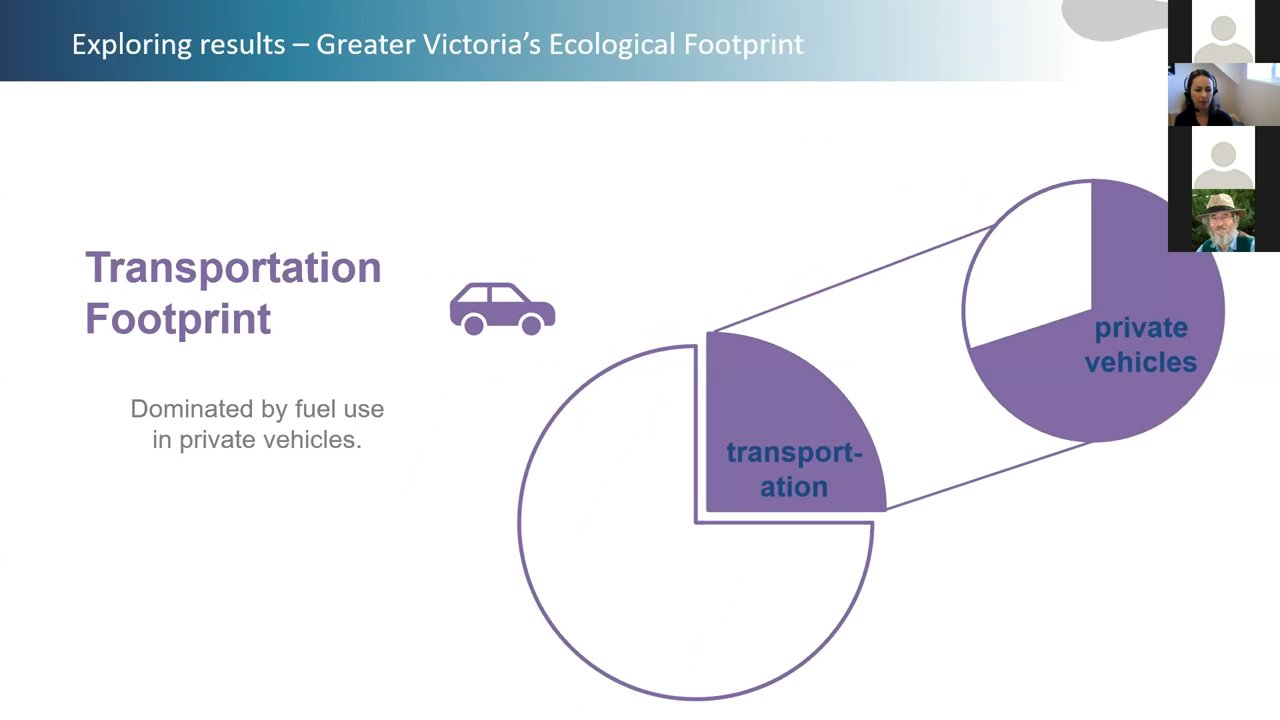 Exploring results – Greater Victoria's Ecological Footprint
Transportation
Footprint
Dominated by fuel use
in private vehicles.
transport-
ation
private
vehicles